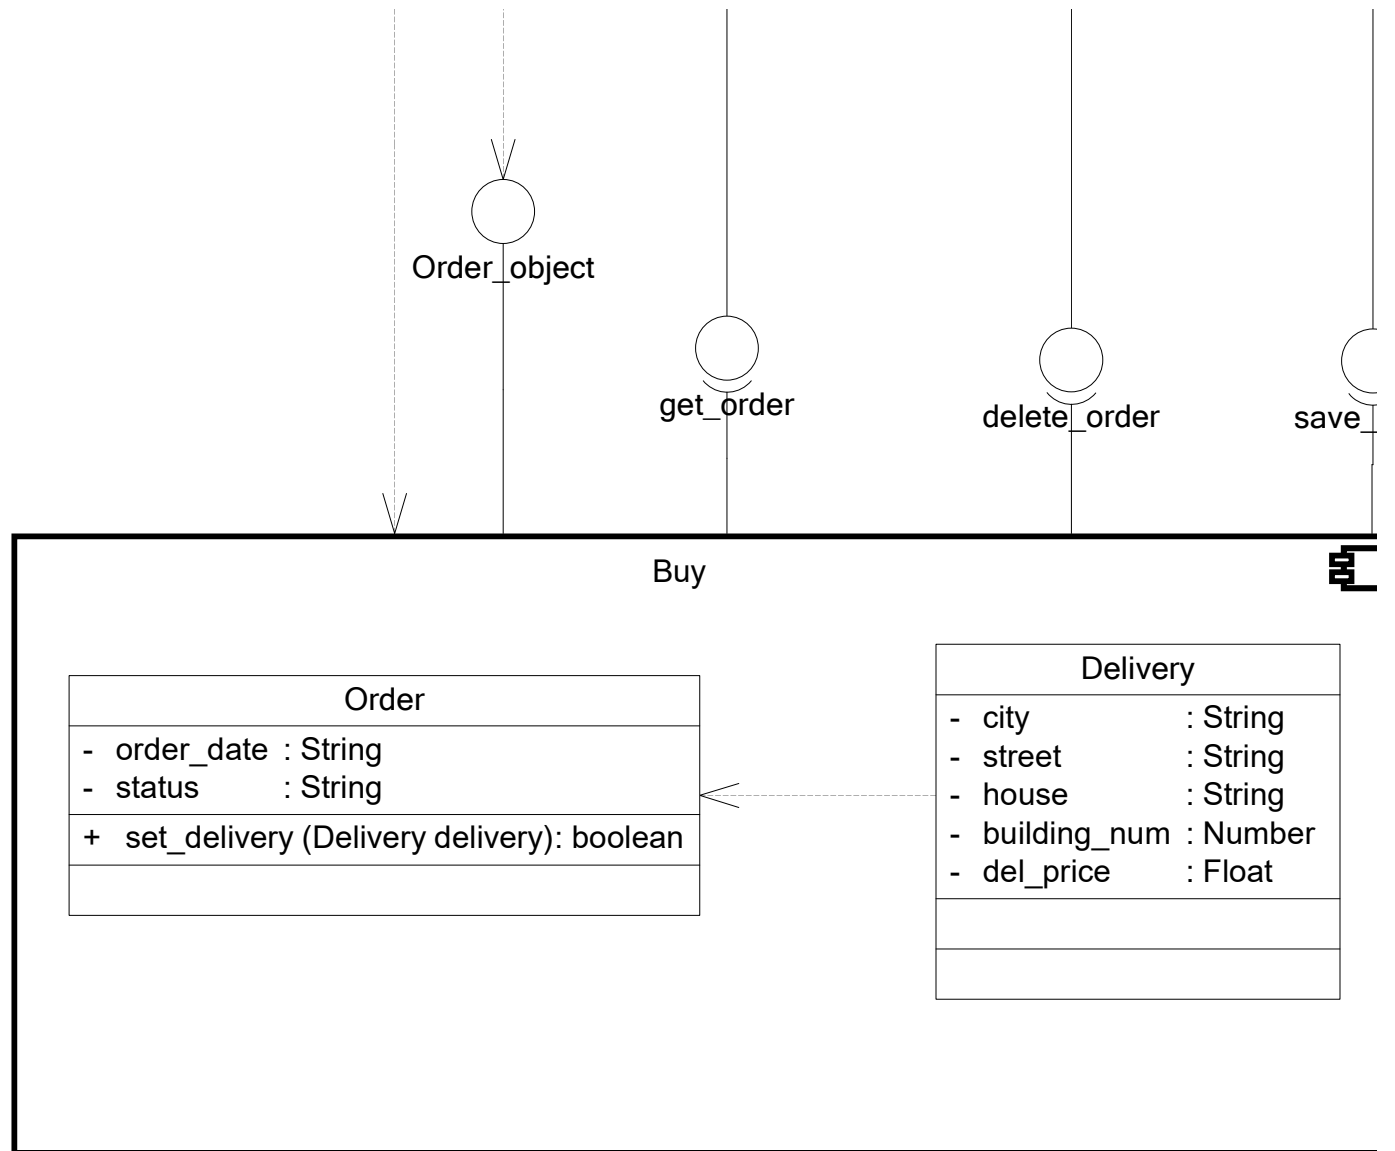 Order_object
get_order
delete_order
save_
Buy
Order
- order_date : String
- status : String
+ set_delivery (Delivery delivery): boolean
Delivery
- city : String
- street : String
- house : String
- building_num : Number
- del_price : Float